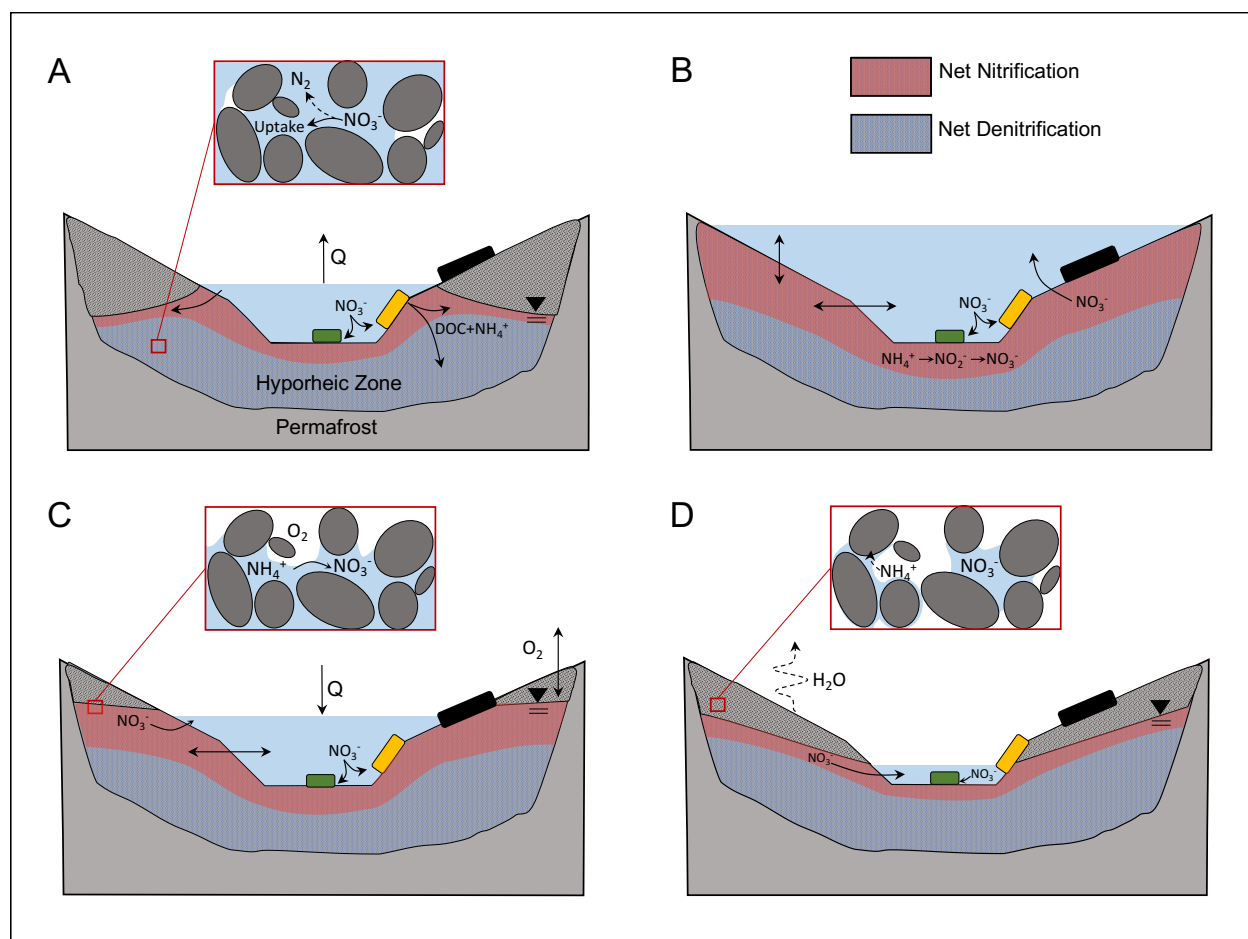 A
N₂
NO₃⁻
Uptake
Q
NO₃⁻
DOC+NH₄⁺
Hyporheic Zone
Permafrost
B
Net Nitrification
Net Denitrification
NO₃⁻
NO₃⁻
NH₄⁺→NO₂⁻→NO₃⁻
C
O₂
NH₄⁺
NO₃⁻
O₂
Q
NO₃⁻
NO₃⁻
D
NH₄⁺
NO₃⁻
H₂O
NO₃
NO₃⁻